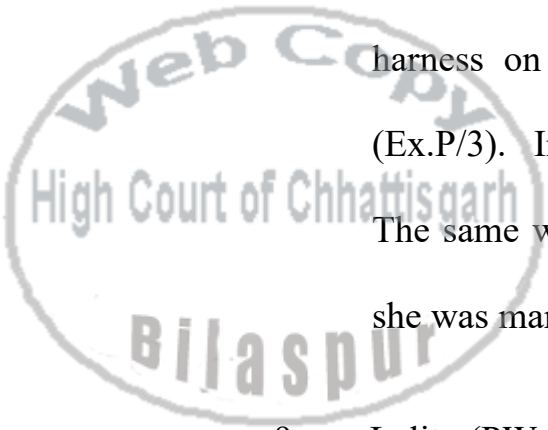 Web Copy
High Court of Chhattisgarh
Bilaspur
harness on
(Ex.P/3). I
The same w
she was mar